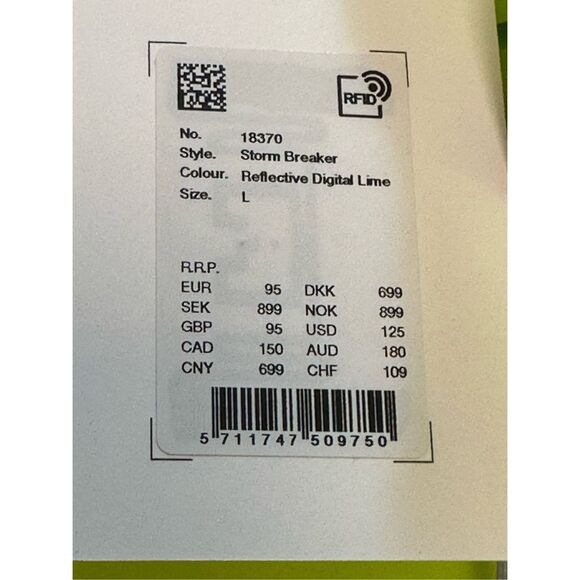 RFID
No. 18370
Style. Storm Breaker
Colour. Reflective Digital Lime
Size. L
R.R.P.
EUR 95 DKK 699
SEK 899 NOK 899
GBP 95 USD 125
CAD 150 AUD 180
CNY 699 CHF 109
5 711747 509750